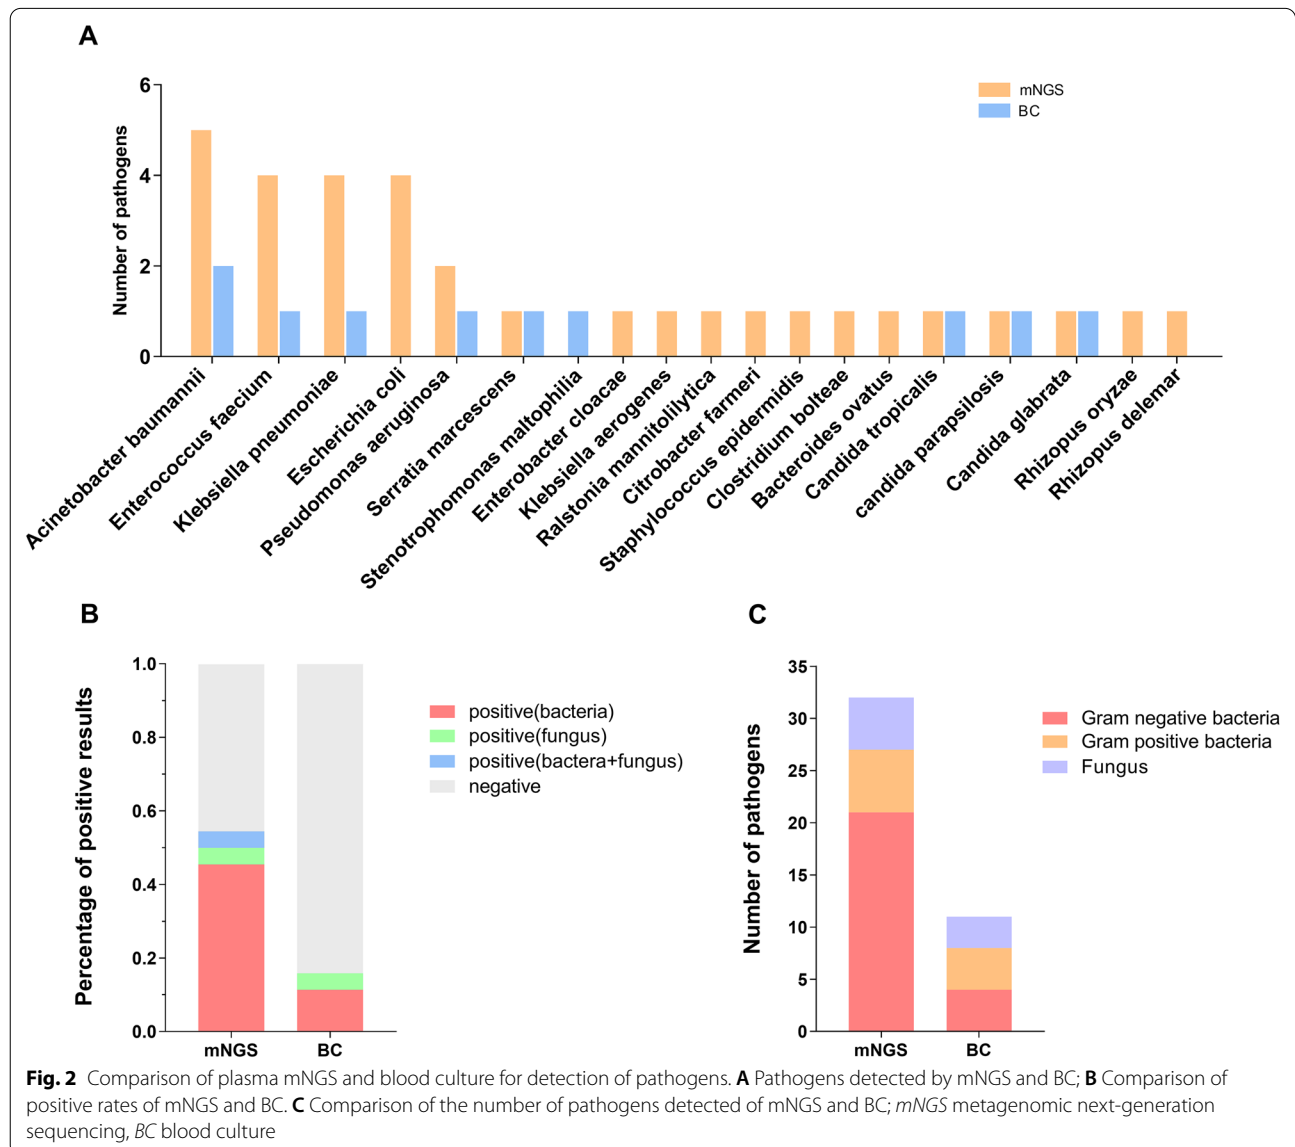 A
6
4
2
0
Number of pathogens
mNGS
BC
Acinetobacter baumannii
Enterococcus faecium
Klebsiella pneumoniae
Escherichia coli
Pseudomonas aeruginosa
Serratia marcescens
Stenotrophomonas maltophilia
Enterobacter cloacae
Klebsiella aerogenes
Ralstonia mannitolilytica
Citrobacter farmeri
Staphylococcus epidermidis
Clostridium bolteae
Bacteroides ovatus
Candida tropicalis
candida parapsilosis
Candida glabrata
Rhizopus oryzae
Rhizopus delemar
B
1.0
0.8
0.6
0.4
0.2
0.0
Percentage of positive results
mNGS
BC
positive(bacteria)
positive(fungus)
positive(bactera+fungus)
negative
C
35
30
25
20
15
10
5
0
Number of pathogens
mNGS
BC
Gram negative bacteria
Gram positive bacteria
Fungus
Fig. 2 Comparison of plasma mNGS and blood culture for detection of pathogens. A Pathogens detected by mNGS and BC; B Comparison of
positive rates of mNGS and BC. C Comparison of the number of pathogens detected of mNGS and BC; mNGS metagenomic next-generation
sequencing, BC blood culture